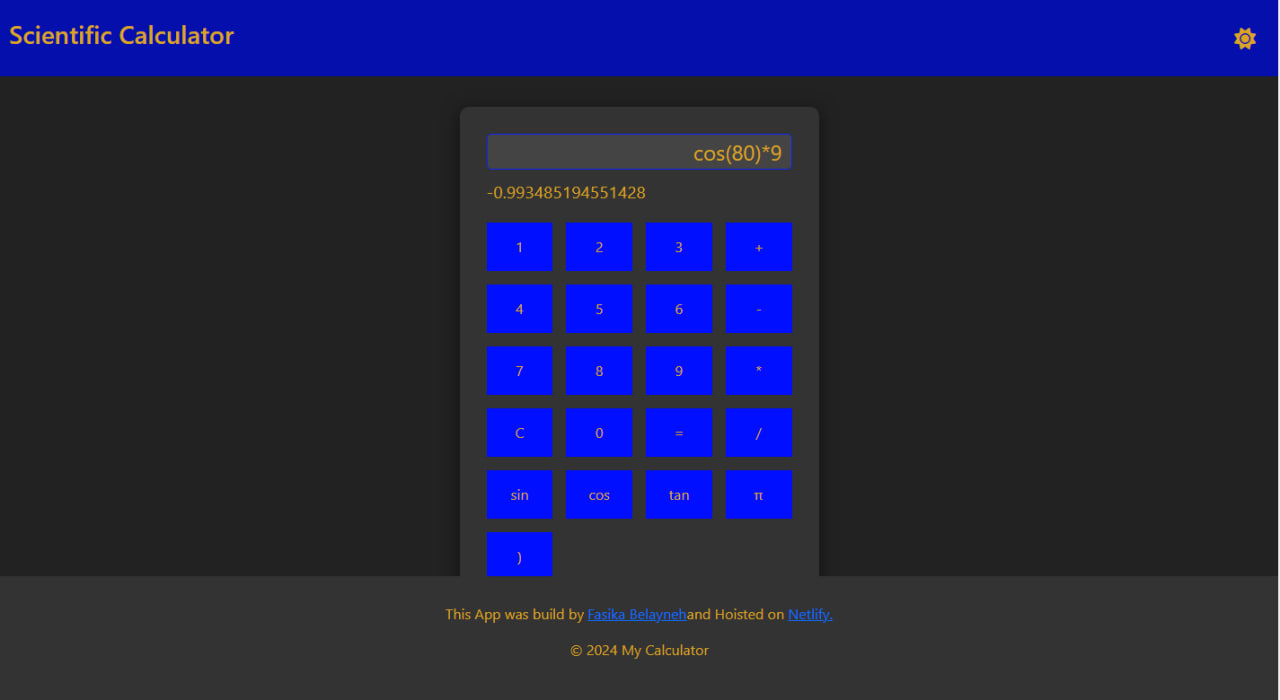 Scientific Calculator
cos(80)*9
-0.993485194551428
1 2 3 +
4 5 6 -
7 8 9 *
C 0 = /
sin cos tan π
)
This App was build by Fasika Belaynehand Hoisted on Netlify.
© 2024 My Calculator